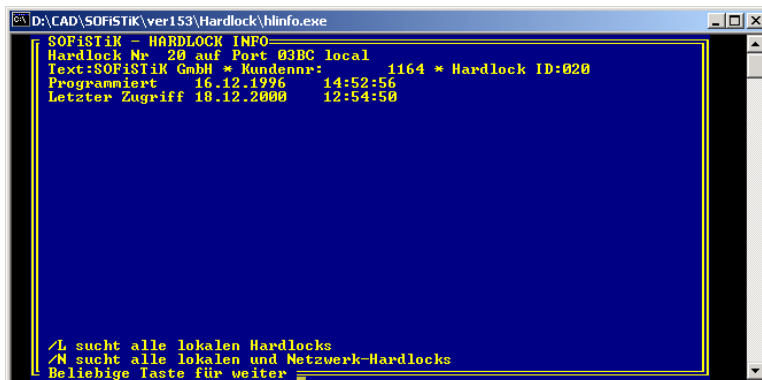 D:\CAD\SOFiSTiK\ver153\Hardlock\hlinfo.exe
SOFiSTiK - HARDLOCK INFO
Hardlock Nr 20 auf Port 03BC local
Text:SOFiSTiK GmbH * Kundennr: 1164 * Hardlock ID:020
Programmiert 16.12.1996 14:52:56
Letzter Zugriff 18.12.2000 12:54:50
/L sucht alle lokalen Hardlocks
/N sucht alle lokalen und Netzwerk-Hardlocks
Beliebige Taste für weiter